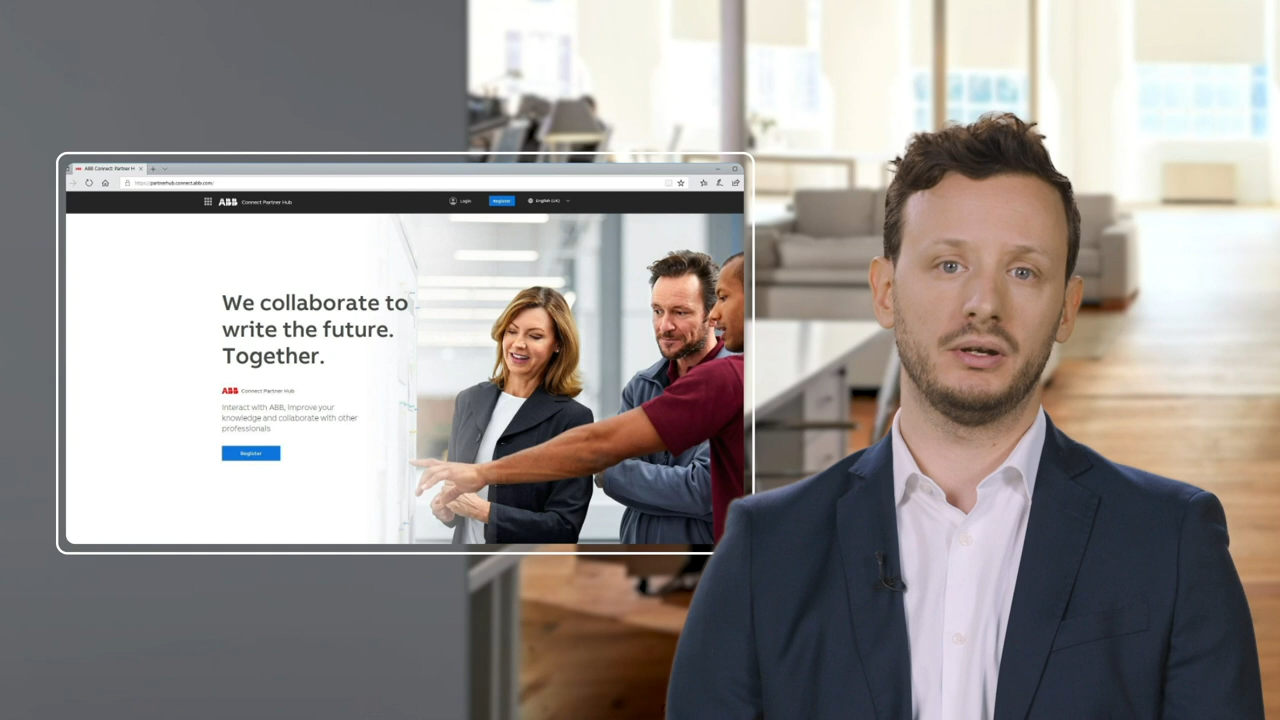 ABB Connect Partner H
https://partnerhub.connect.abb.com/
ABB Connect Partner Hub
Login
Register
English (UK)
We collaborate to
write the future.
Together.
ABB Connect Partner Hub
Interact with ABB, Improve your
knowledge and collaborate with other
professionals
Register